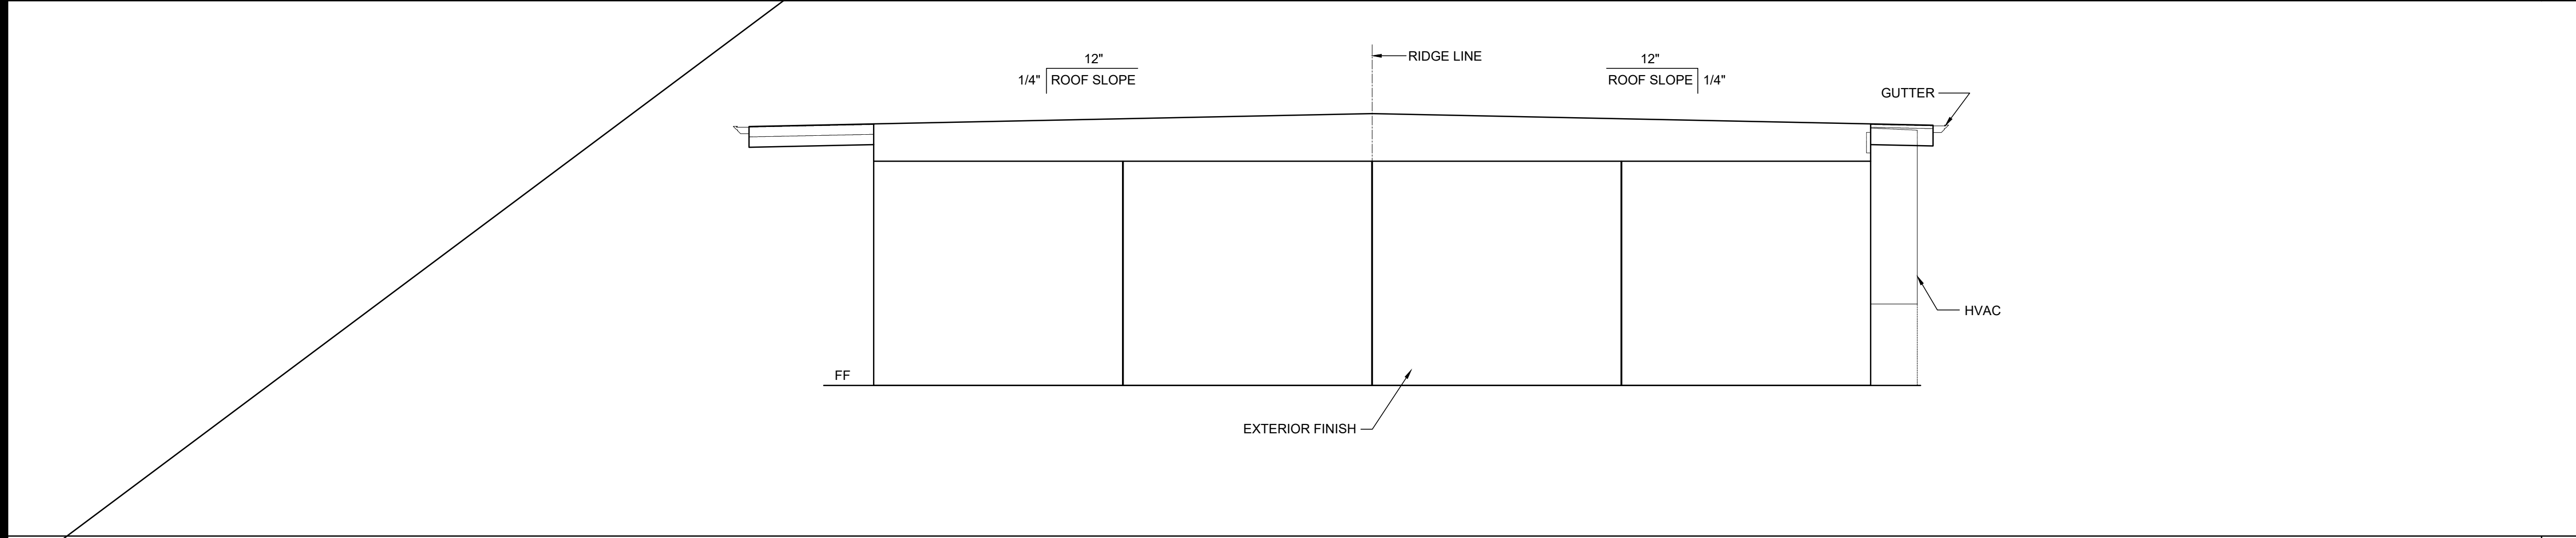 12"
1/4" ROOF SLOPE
RIDGE LINE
12"
ROOF SLOPE 1/4"
GUTTER
HVAC
FF
EXTERIOR FINISH